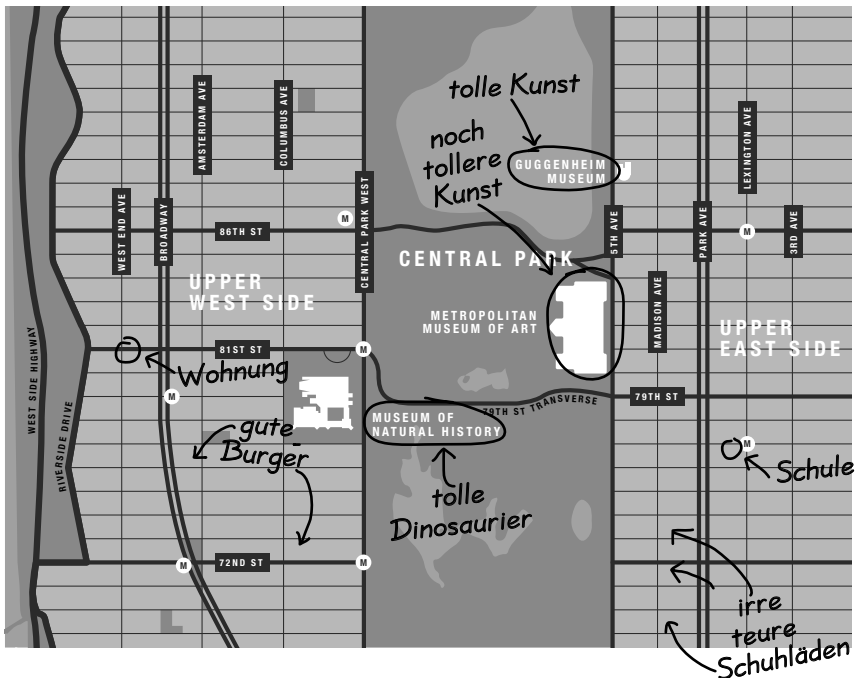 tolle Kunst
noch
tollere
Kunst
GUGGENHEIM
MUSEUM
AMSTERDAM AVE
COLUMBUS AVE
LEXINGTON AVE
WEST END AVE
BROADWAY
CENTRAL PARK WEST
5TH AVE
PARK AVE
3RD AVE
M
86TH ST
M
CENTRAL PARK
UPPER
WEST SIDE
METROPOLITAN
MUSEUM OF ART
MADISON AVE
UPPER
EAST SIDE
WEST SIDE HIGHWAY
RIVERSIDE DRIVE
81ST ST
M
Wohnung
M
79TH ST TRANSVERSE
79TH ST
MUSEUM OF
NATURAL HISTORY
gute
Burger
M
Schule
tolle
Dinosaurier
M
72ND ST
M
irre
teure
Schuhläden